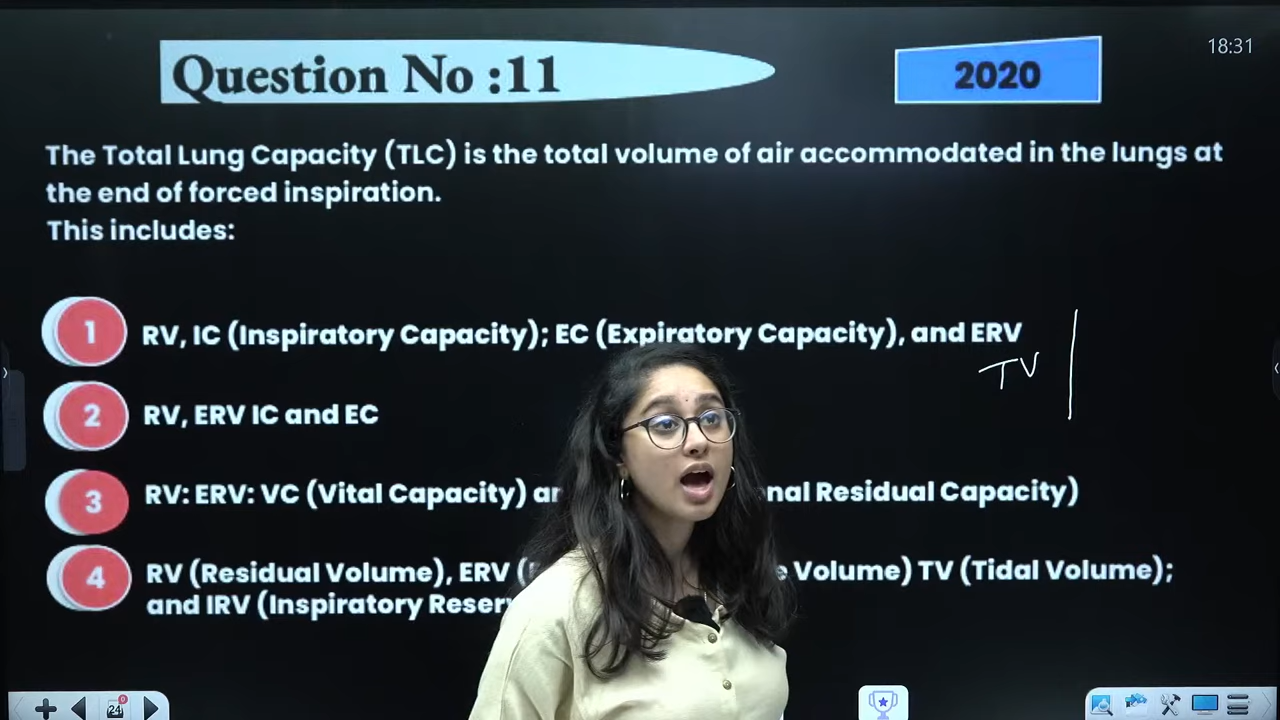 Question No :11
2020
18:31
The Total Lung Capacity (TLC) is the total volume of air accommodated in the lungs at
the end of forced inspiration.
This includes:
1 RV, IC (Inspiratory Capacity); EC (Expiratory Capacity), and ERV
TV
2 RV, ERV IC and EC
3 RV: ERV: VC (Vital Capacity) Residual Capacity)
4 RV (Residual Volume), ERV ( Volume) TV (Tidal Volume);
and IRV (Inspiratory
24